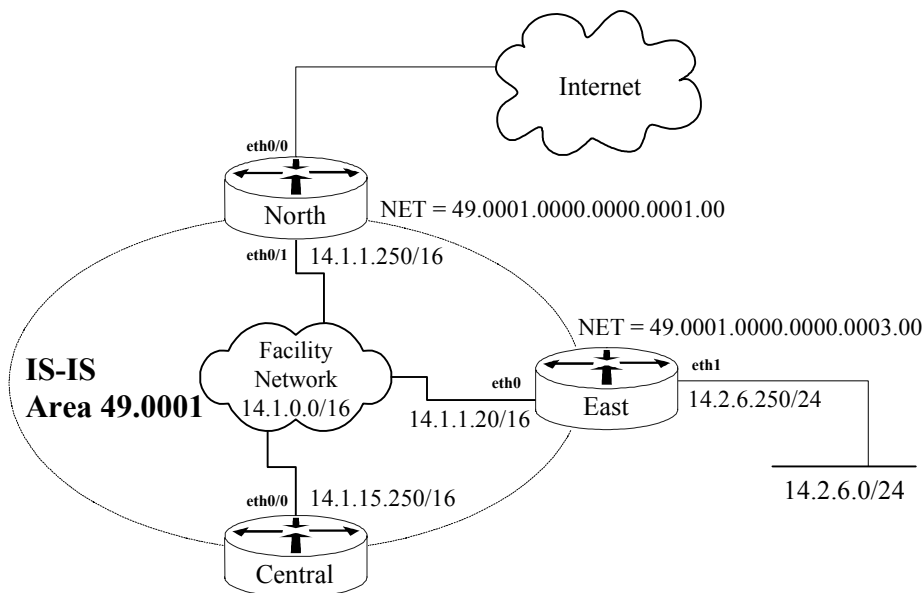 Internet
eth0/0
North
NET = 49.0001.0000.0000.0001.00
eth0/1
14.1.1.250/16
NET = 49.0001.0000.0000.0003.00
IS-IS
Area 49.0001
Facility
Network
14.1.0.0/16
eth0
East
eth1
14.1.1.20/16
14.2.6.250/24
14.2.6.0/24
eth0/0
14.1.15.250/16
Central